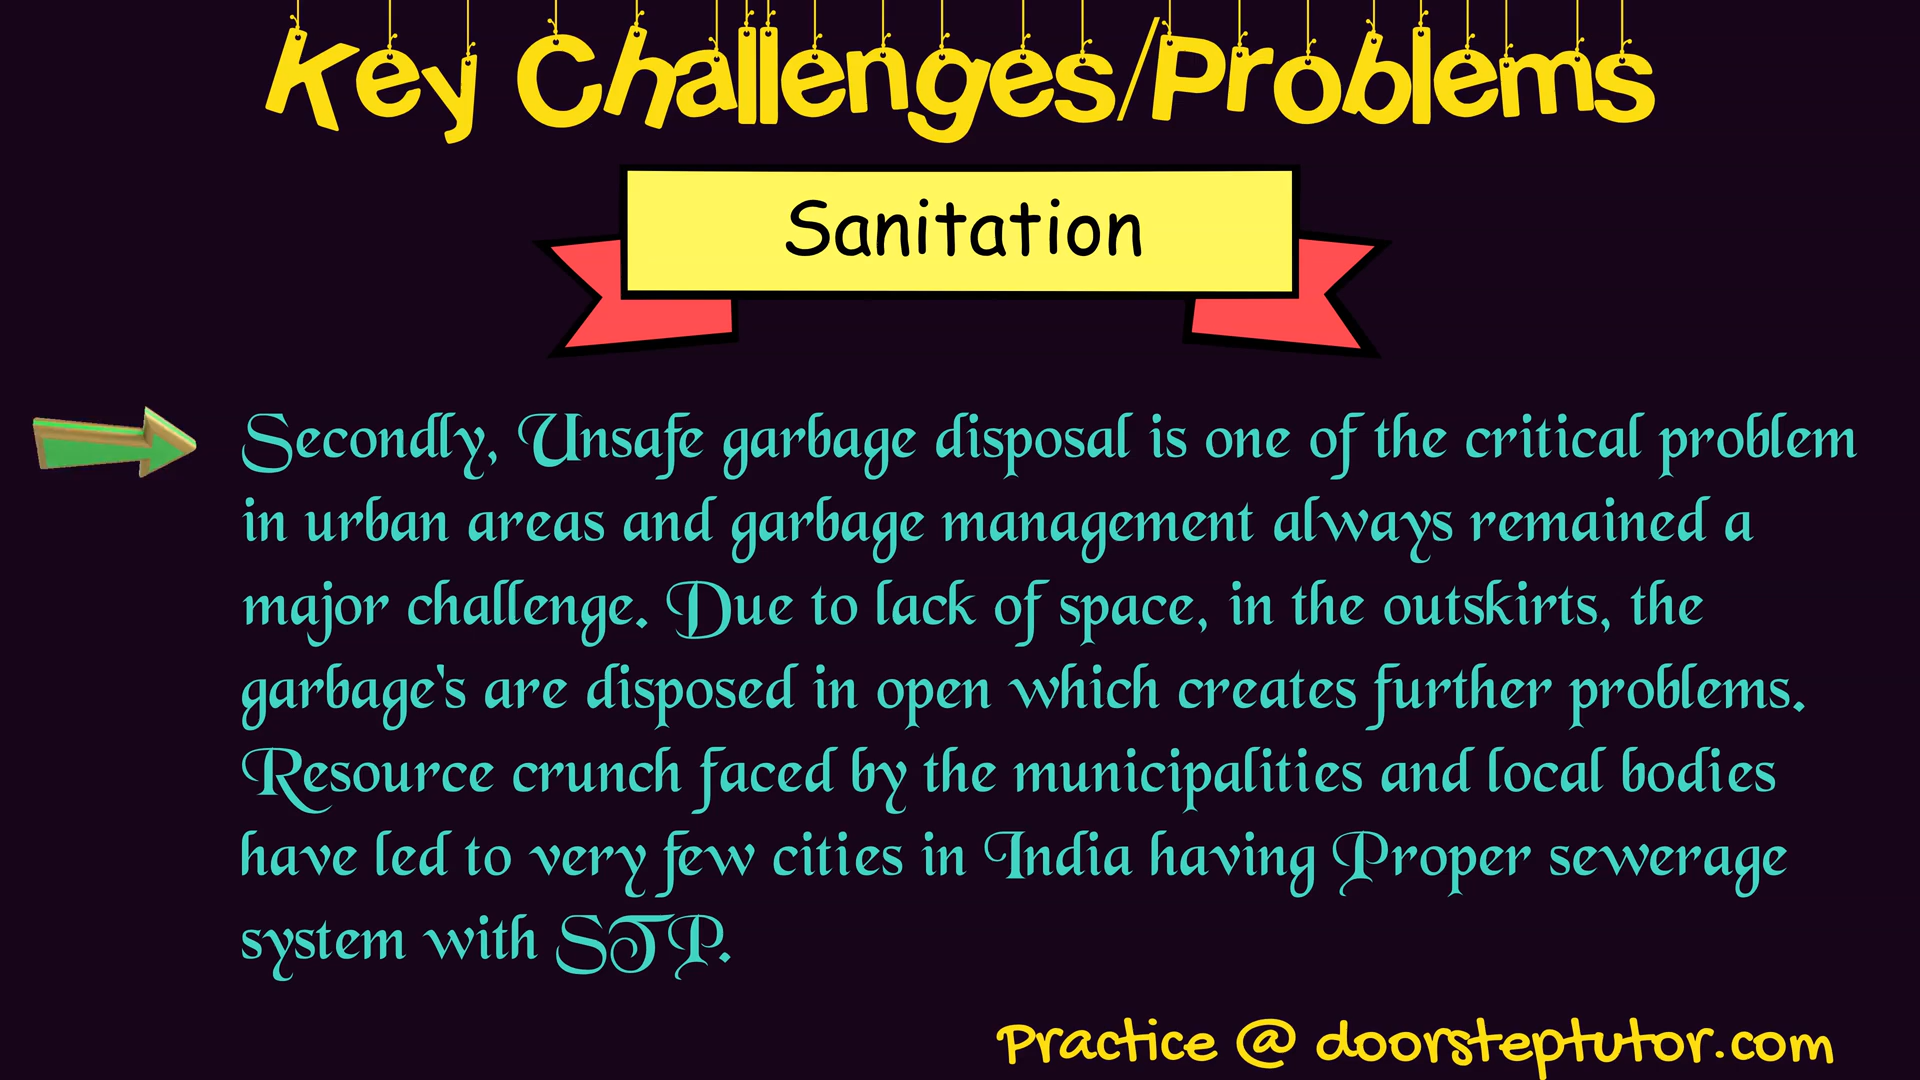 Key Challenges/Problems
Sanitation
Secondly, Unsafe garbage disposal is one of the critical problem
in urban areas and garbage management always remained a
major challenge. Due to lack of space, in the outskirts, the
garbage's are disposed in open which creates further problems.
Resource crunch faced by the municipalities and local bodies
have led to very few cities in India having Proper sewerage
system with STP.
Practice @ doorsteptutor.com